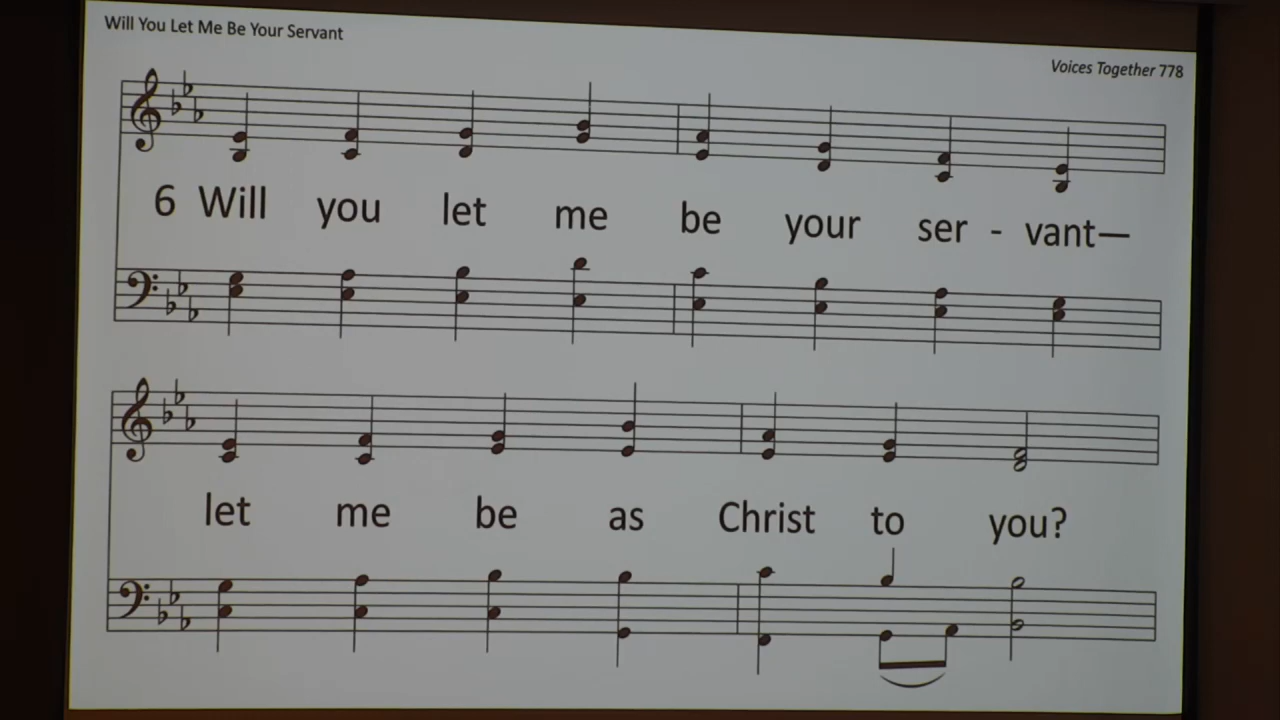 Will You Let Me Be Your Servant
Voices Together 778
6 Will you let me be your ser - vant—
let me be as Christ to you?